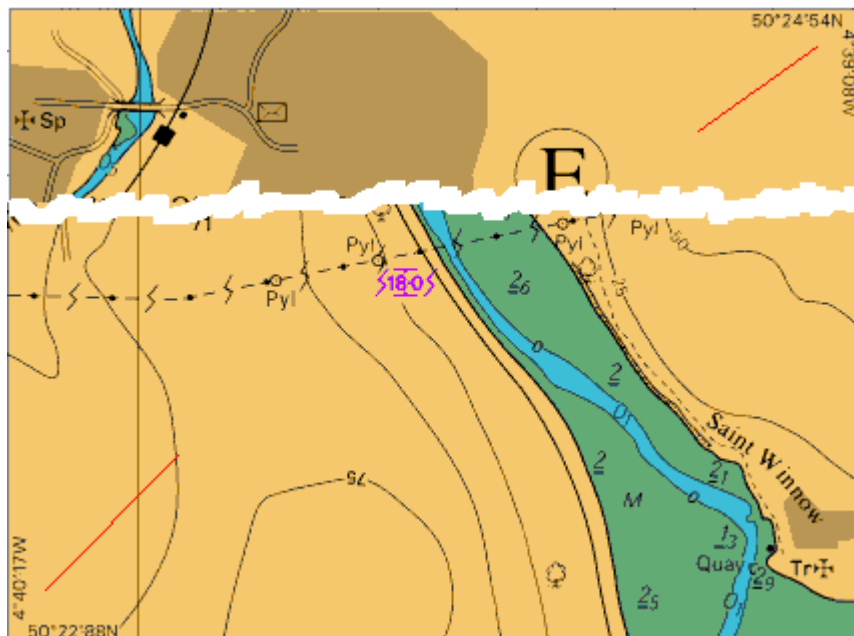 50°24'54N
4°39'08W
Sp
E
Pyl
Pyl
Pyl
Pyl
50
25
18·0
2₆
2
Saint Winnow
0₁
75
2
2₁
M
0
0
1₃
Quay
2₉
Tr
2₅
0₁
4°40'17W
50°22'88N